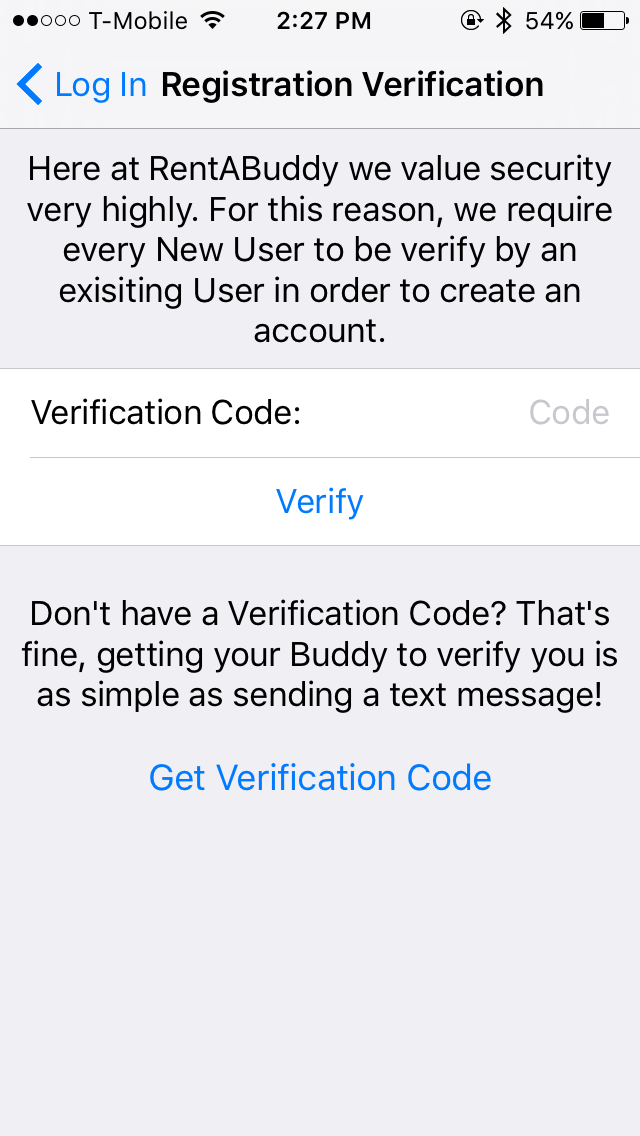 T-Mobile 2:27 PM 54%
Log In Registration Verification
Here at RentABuddy we value security
very highly. For this reason, we require
every New User to be verify by an
exisiting User in order to create an
account.
Verification Code: Code
Verify
Don't have a Verification Code? That's
fine, getting your Buddy to verify you is
as simple as sending a text message!
Get Verification Code